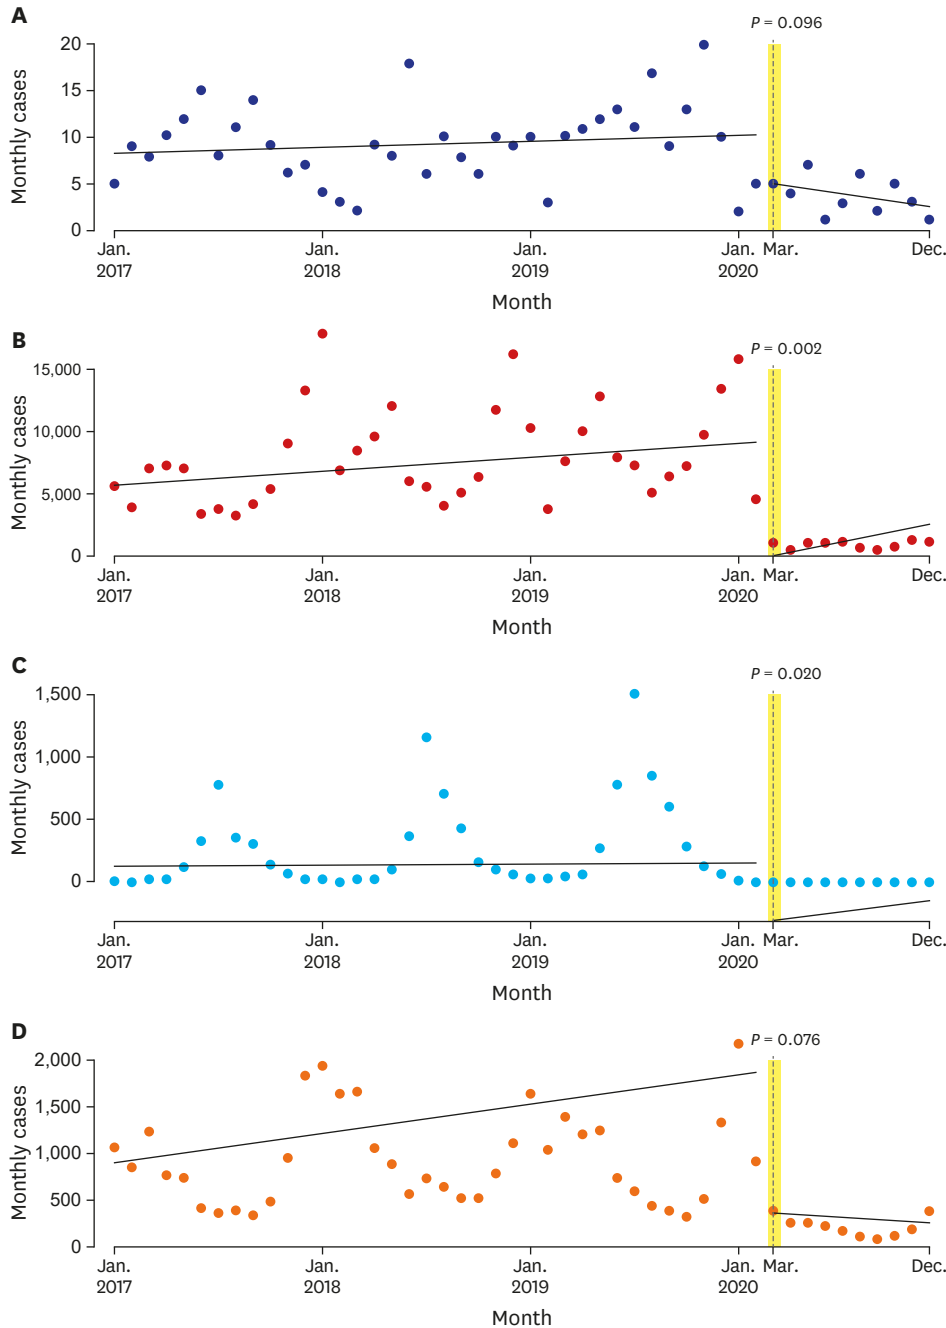 A
P = 0.096
Monthly cases
20
15
10
5
0
Jan. Jan. Jan. Jan. Mar. Dec.
2017 2018 2019 2020
Month
B
P = 0.002
Monthly cases
15,000
10,000
5,000
0
Jan. Jan. Jan. Jan. Mar. Dec.
2017 2018 2019 2020
Month
C
P = 0.020
Monthly cases
1,500
1,000
500
0
Jan. Jan. Jan. Jan. Mar. Dec.
2017 2018 2019 2020
Month
D
P = 0.076
Monthly cases
2,000
1,500
1,000
500
0
Jan. Jan. Jan. Jan. Mar. Dec.
2017 2018 2019 2020
Month